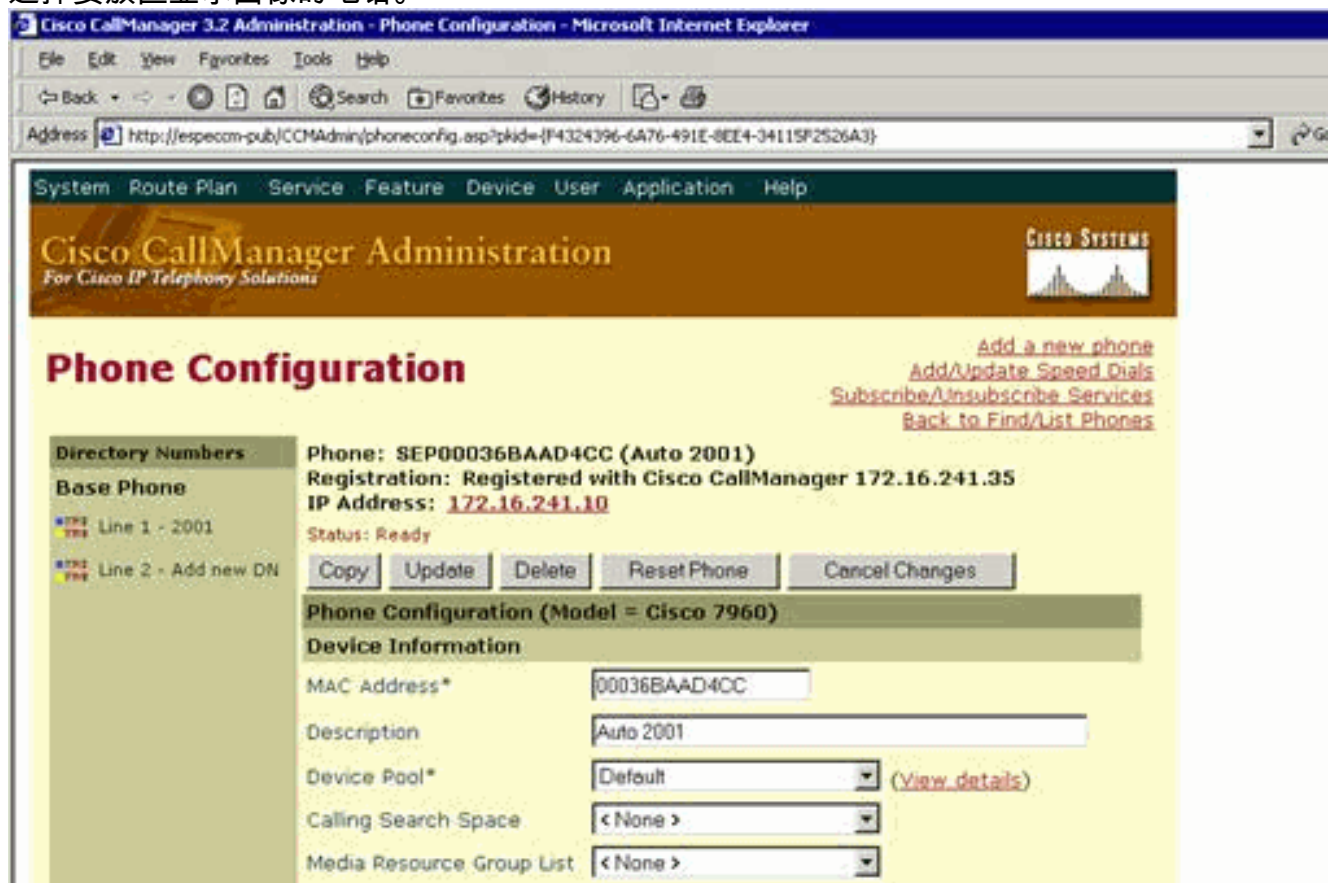 Cisco CallManager 3.2 Administration - Phone Configuration - Microsoft Internet Explorer
File Edit View Favorites Tools Help
Back Search Favorites History
Address http://especcm-pub/CCMAdmin/phoneconfig.asp?pkid={F4324396-6A76-491E-8EE4-34115F2526A3}
System Route Plan Service Feature Device User Application Help
Cisco CallManager Administration
For Cisco IP Telephony Solutions
CISCO SYSTEMS
Phone Configuration
Add a new phone
Add/Update Speed Dials
Subscribe/Unsubscribe Services
Back to Find/List Phones
Directory Numbers
Base Phone
Line 1 - 2001
Line 2 - Add new DN
Phone: SEP00036BAAD4CC (Auto 2001)
Registration: Registered with Cisco CallManager 172.16.241.35
IP Address: 172.16.241.10
Status: Ready
Copy Update Delete Reset Phone Cancel Changes
Phone Configuration (Model = Cisco 7960)
Device Information
MAC Address* 00036BAAD4CC
Description Auto 2001
Device Pool* Default (View details)
Calling Search Space < None >
Media Resource Group List < None >